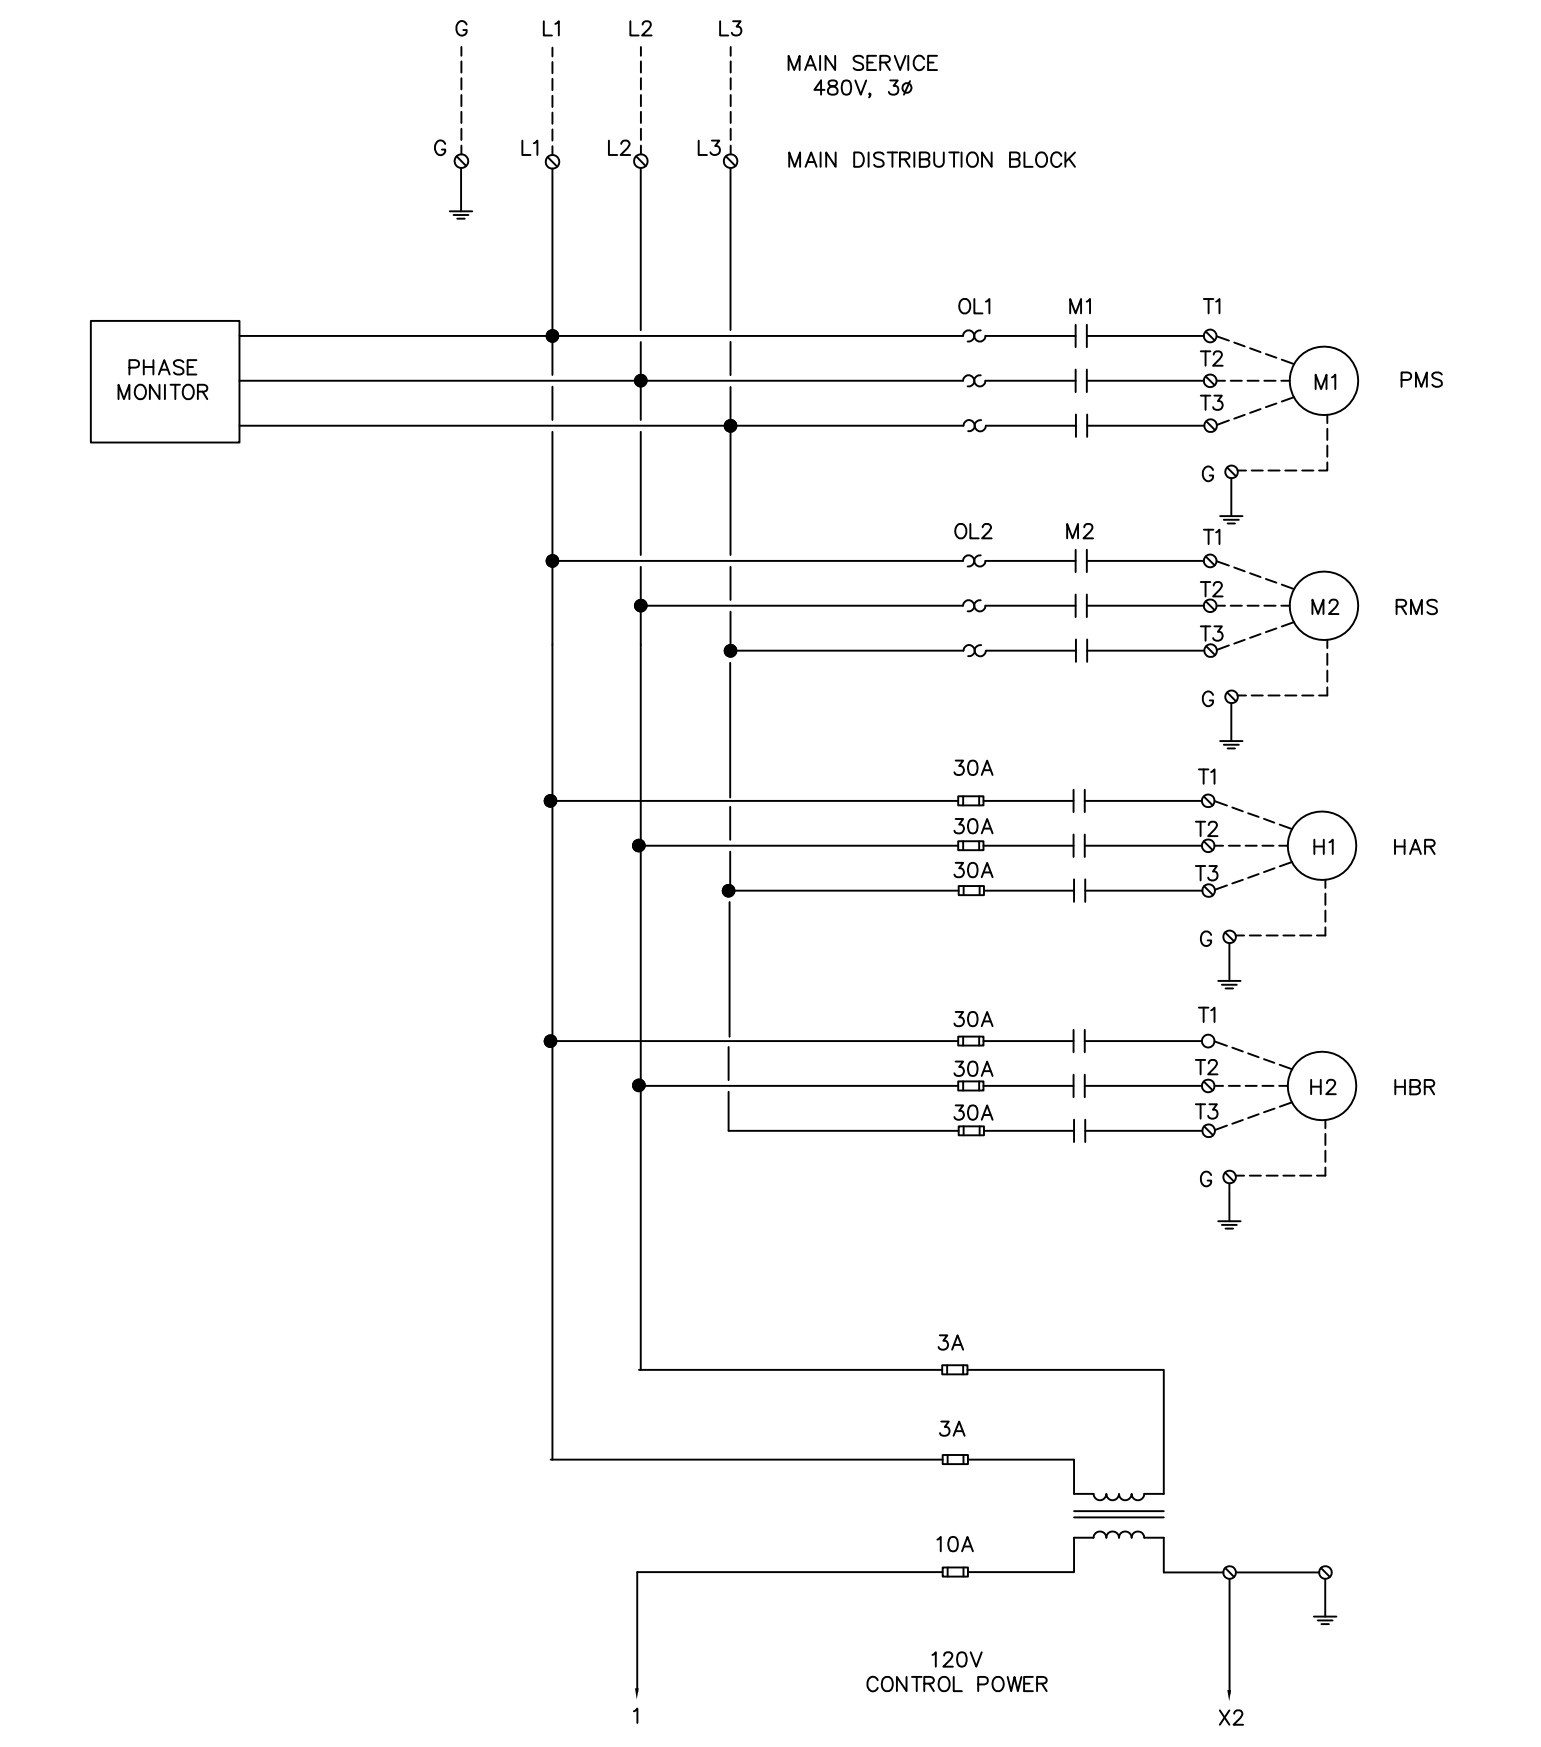 G L1 L2 L3
MAIN SERVICE
480V, 3ø
G L1 L2 L3 MAIN DISTRIBUTION BLOCK
OL1 M1 T1
PHASE
MONITOR
T2
M1 PMS
T3
G
OL2 M2 T1
T2
M2 RMS
T3
G
30A T1
30A T2
H1 HAR
30A T3
G
30A T1
30A T2
H2 HBR
30A T3
G
3A
3A
10A
120V
CONTROL POWER
1 X2